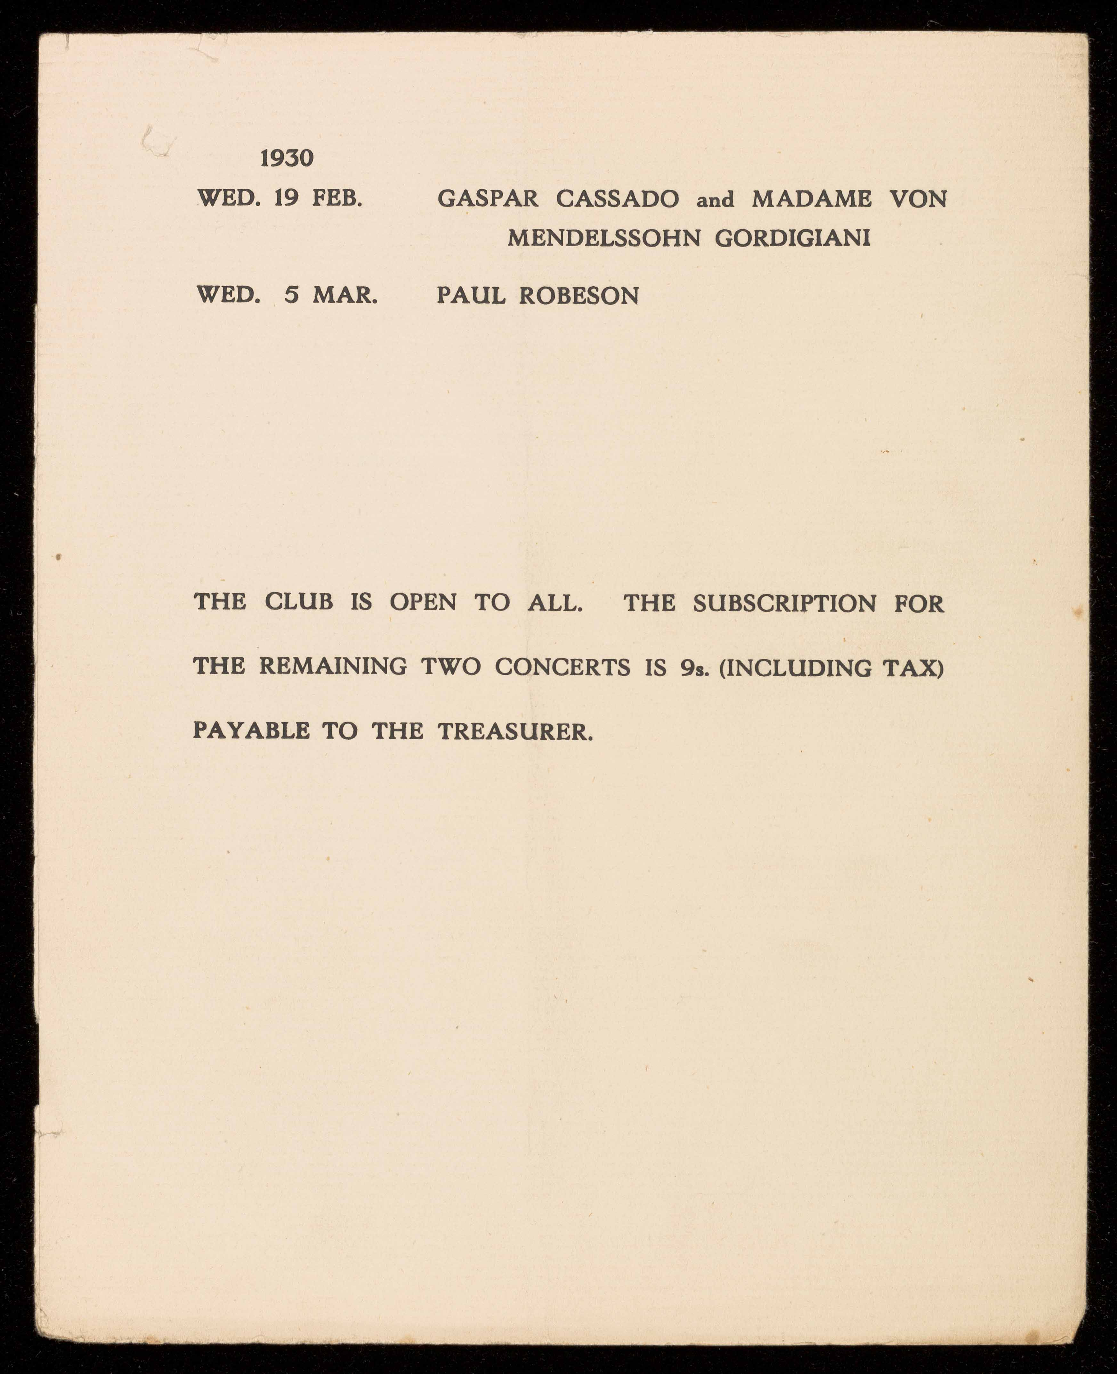 1930
WED. 19 FEB. GASPAR CASSADO and MADAME VON
MENDELSSOHN GORDIGIANI
WED. 5 MAR. PAUL ROBESON
THE CLUB IS OPEN TO ALL. THE SUBSCRIPTION FOR
THE REMAINING TWO CONCERTS IS 9s. (INCLUDING TAX)
PAYABLE TO THE TREASURER.